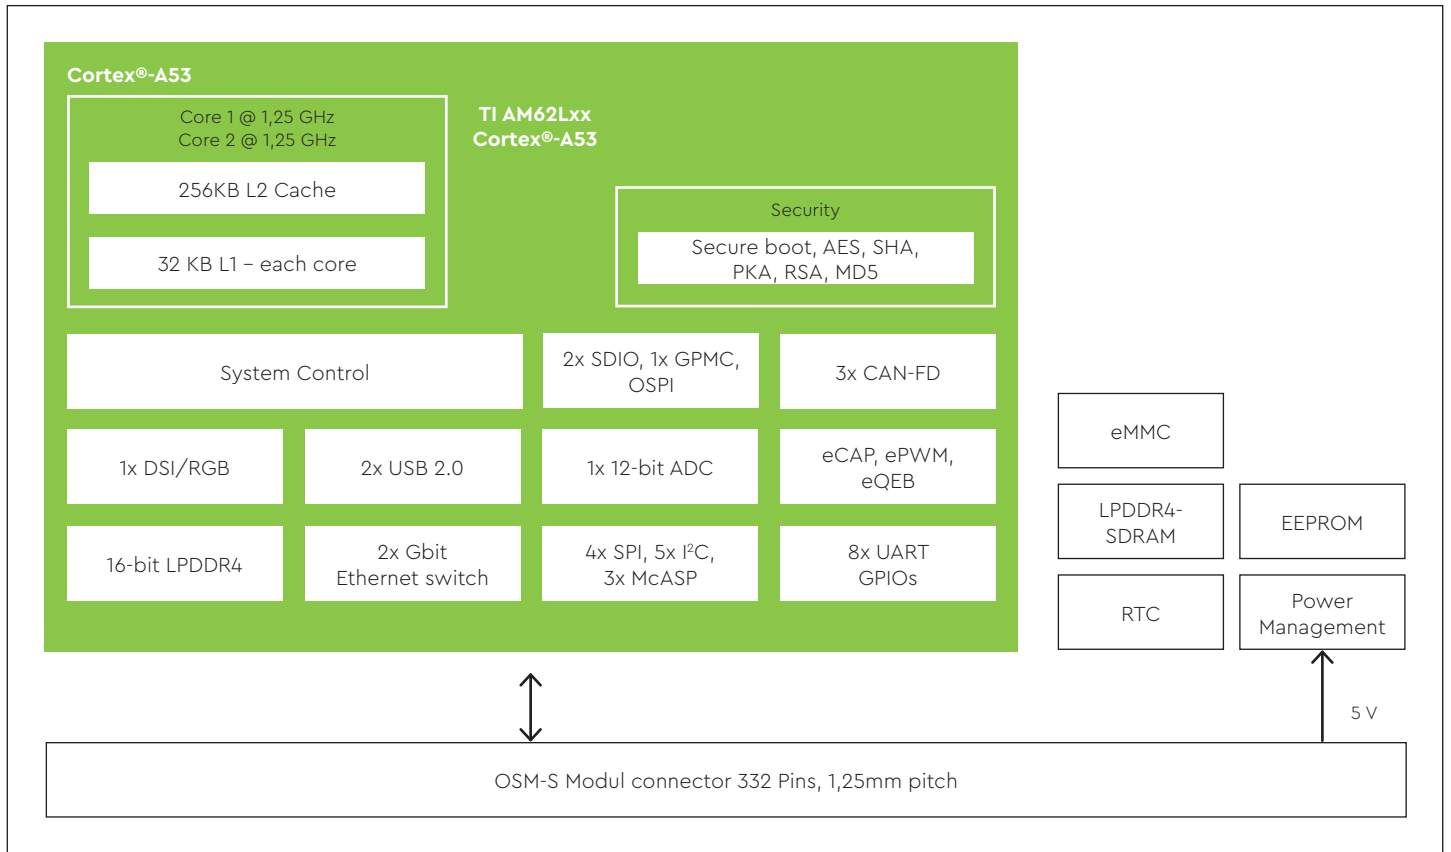 Cortex®-A53
Core 1 @ 1,25 GHz
Core 2 @ 1,25 GHz
256KB L2 Cache
32 KB L1 – each core
TI AM62Lxx
Cortex®-A53
Security
Secure boot, AES, SHA,
PKA, RSA, MD5
System Control
2x SDIO, 1x GPMC,
OSPI
3x CAN-FD
1x DSI/RGB
2x USB 2.0
1x 12-bit ADC
eCAP, ePWM,
eQEB
16-bit LPDDR4
2x Gbit
Ethernet switch
4x SPI, 5x I²C,
3x McASP
8x UART
GPIOs
eMMC
LPDDR4-
SDRAM
EEPROM
RTC
Power
Management
5 V
OSM-S Modul connector 332 Pins, 1,25mm pitch